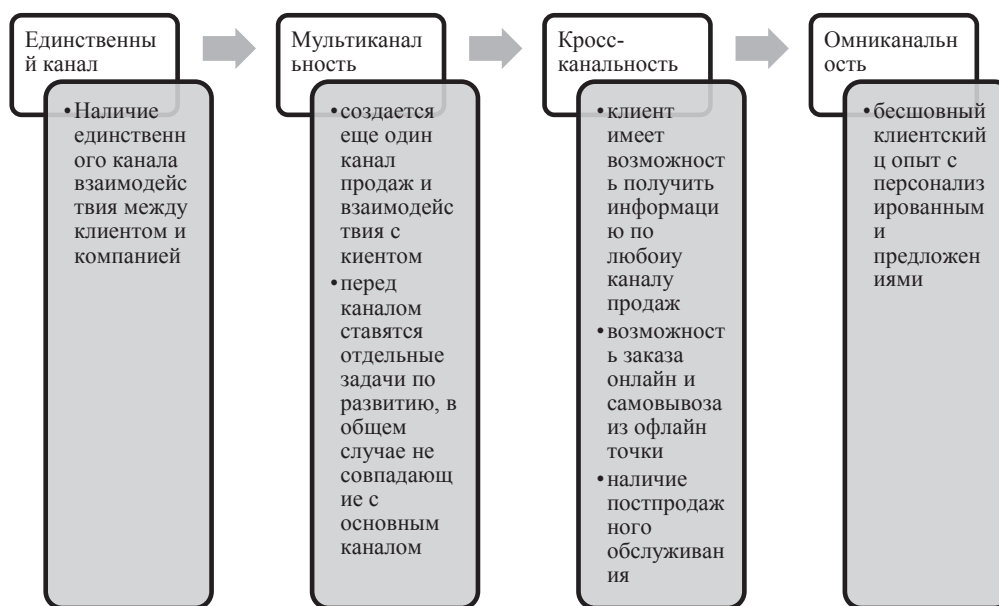 Единственны
й канал
•Наличие
единственн
ого канала
взаимодейс
твия между
клиентом и
компанией
Мультиканал
ьность
•создается
еще один
канал
продаж и
взаимодейс
твия с
киентом
•перед
каналом
ставятся
отдельные
задачи по
развитию, в
общем
случае не
совпадающ
ие с
основным
каналом
Кросс-
канальность
•клиент
имеет
возможност
ь получить
информаци
ю по
любоиу
каналу
продаж
•возможност
ь заказа
онлайн и
самовывоза
из офлайн
точки
•наличие
постпродаж
ного
обслуживан
ия
Омниканальн
ость
•бесшовный
клиентский
ц опыт с
персонализ
ированным
и
предложен
иями